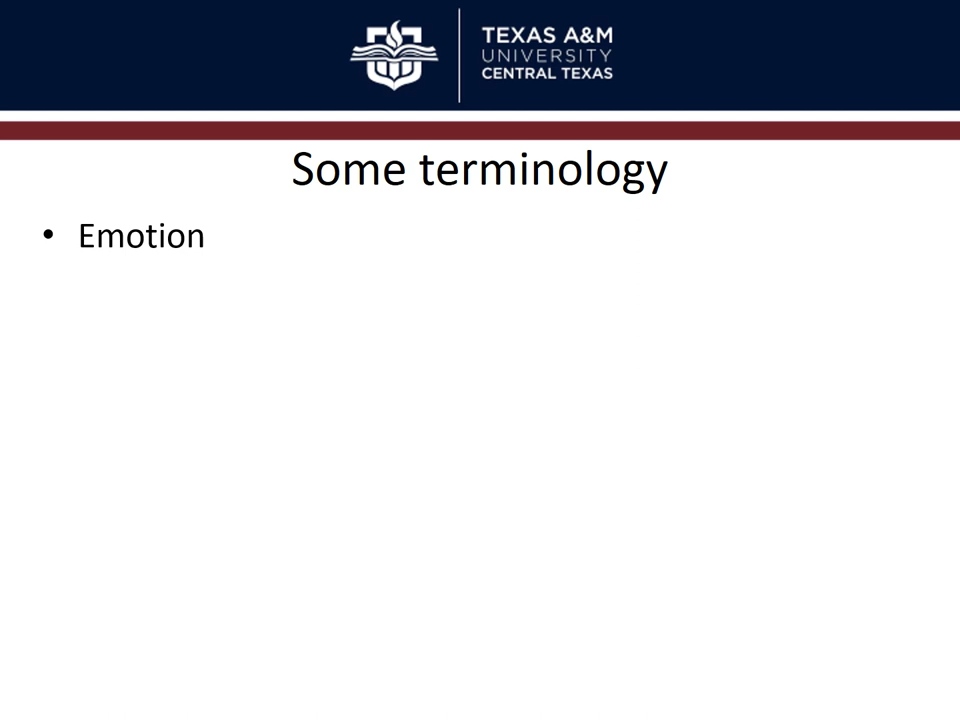 TEXAS A&M
UNIVERSITY
CENTRAL TEXAS
Some terminology
• Emotion